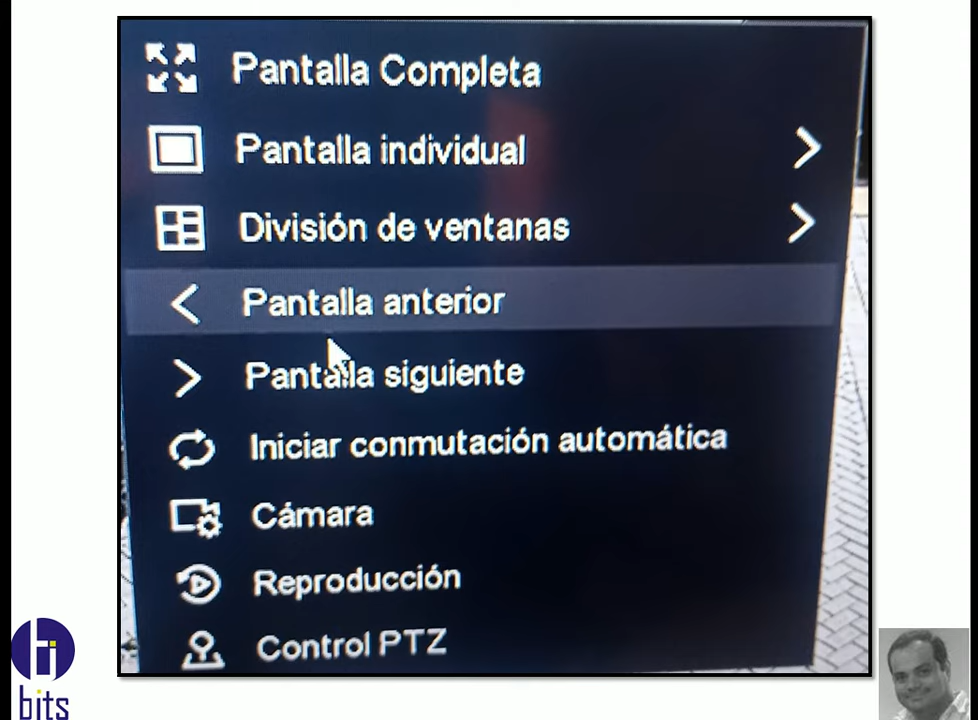 Pantalla Completa
Pantalla individual
División de ventanas
Pantalla anterior
Pantalla siguiente
Iniciar conmutación automática
Cámara
Reproducción
Control PTZ
bits